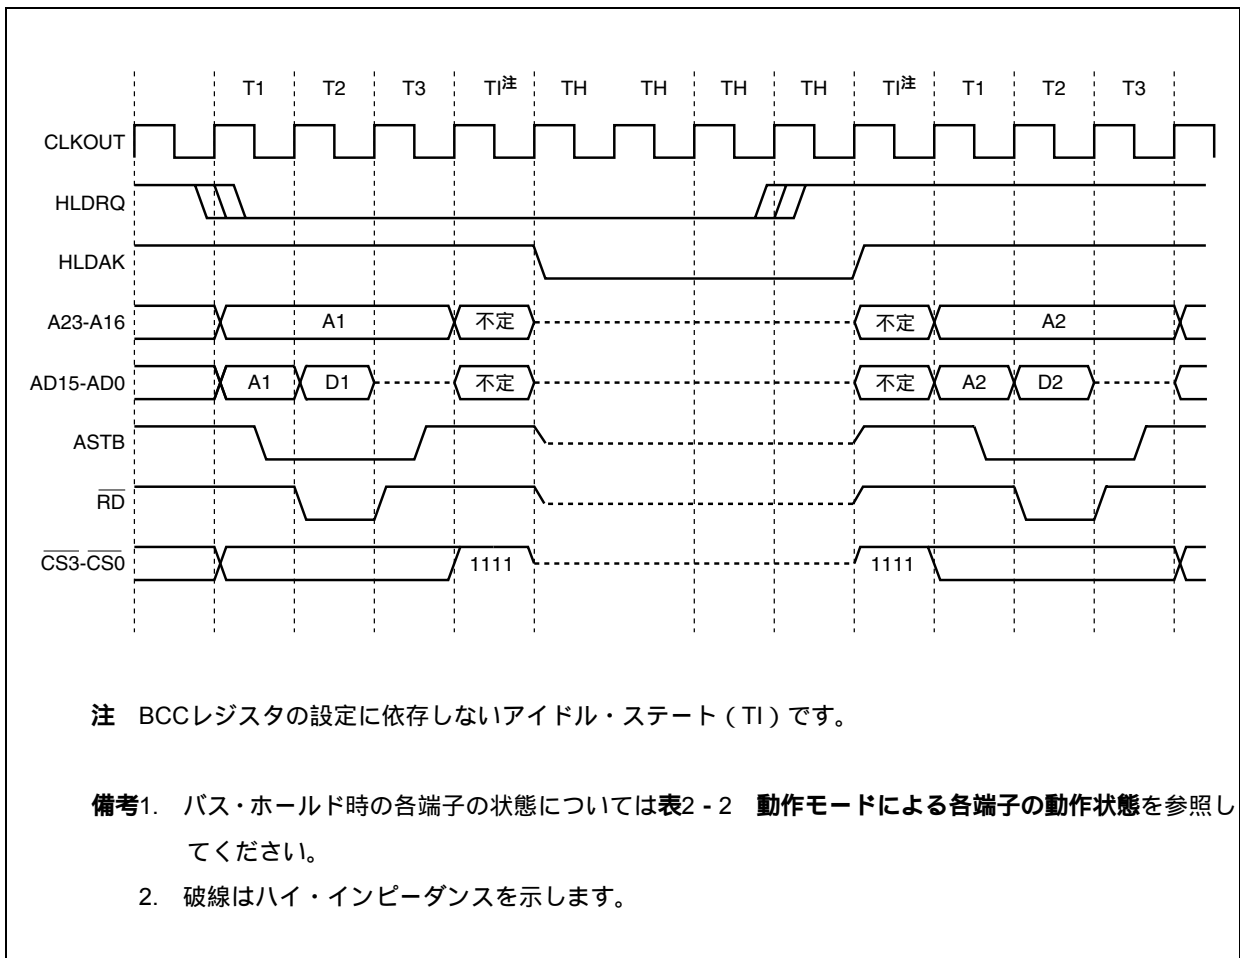 T1 T2 T3 TI注 TH TH TH TH TI注 T1 T2 T3
CLKOUT
HLDRQ
HLDAK
A23-A16 A1 不定 不定 A2
AD15-AD0 A1 D1 不定 不定 A2 D2
ASTB
RD
CS3-CS0 1111 1111
注 BCCレジスタの設定に依存しないアイドル・ステート（TI）です。
備考1. バス・ホールド時の各端子の状態については表2-2 動作モードによる各端子の動作状態を参照し
てください。
2. 破線はハイ・インピーダンスを示します。